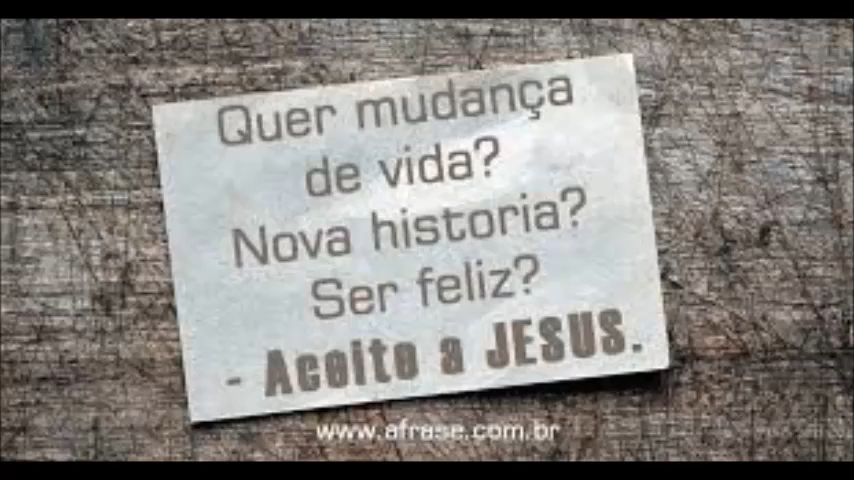 Quer mudança
de vida?
Nova historia?
Ser feliz?
- Aceite a JESUS.
www.afrase.com.br